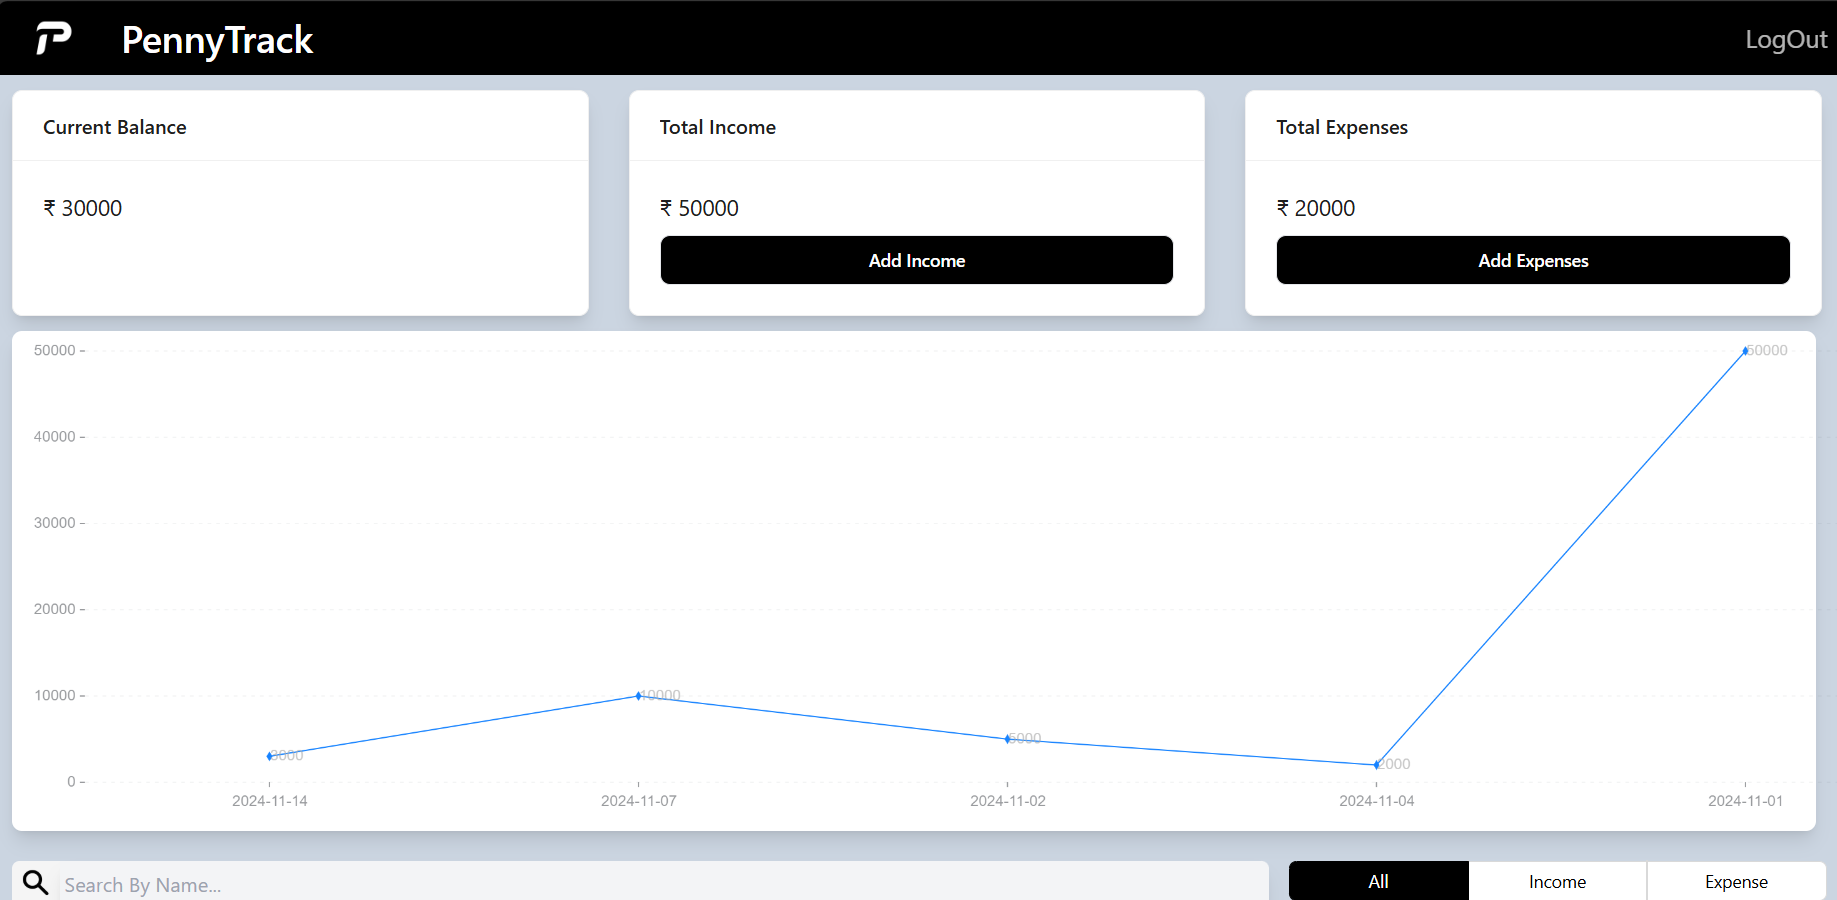 PennyTrack
LogOut
Current Balance
₹ 30000
Total Income
₹ 50000
Add Income
Total Expenses
₹ 20000
Add Expenses
50000
40000
30000
20000
10000
0
3000
10000
5000
2000
50000
2024-11-14
2024-11-07
2024-11-02
2024-11-04
2024-11-01
Search By Name...
All
Income
Expense